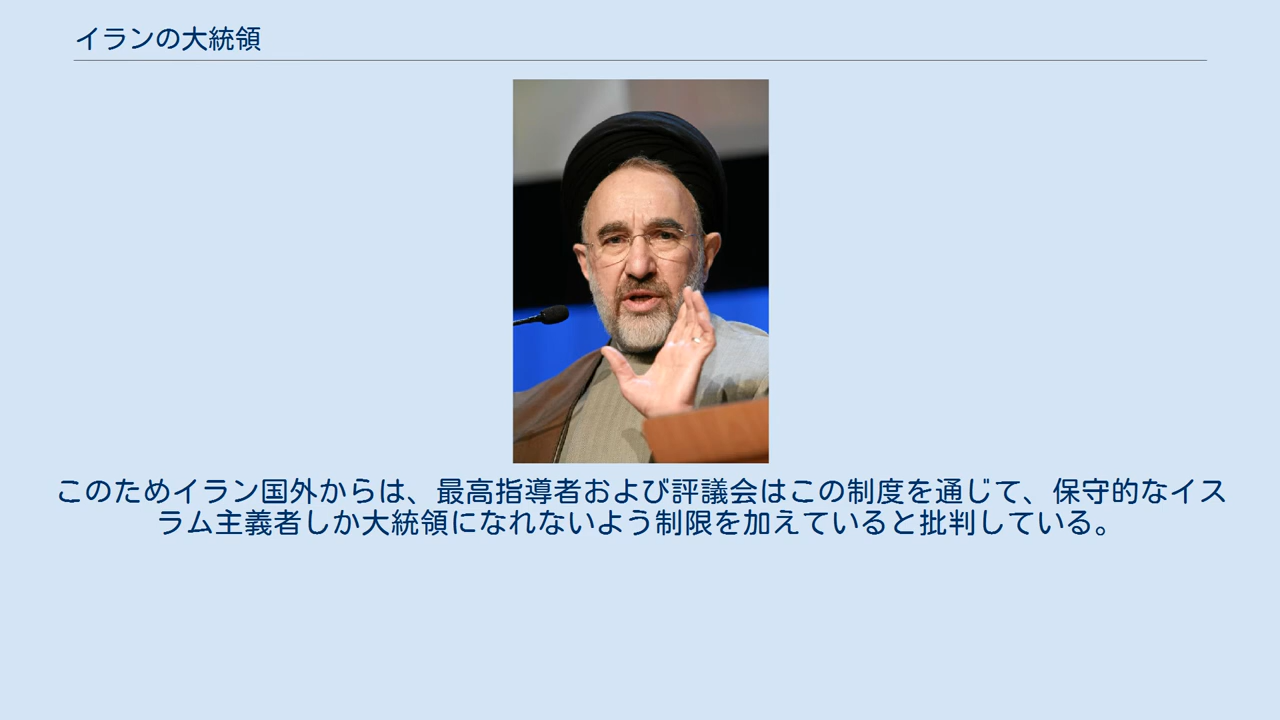 イランの大統領
このためイラン国外からは、最高指導者および評議会はこの制度を通じて、保守的なイス
ラム主義者しか大統領になれないよう制限を加えていると批判している。